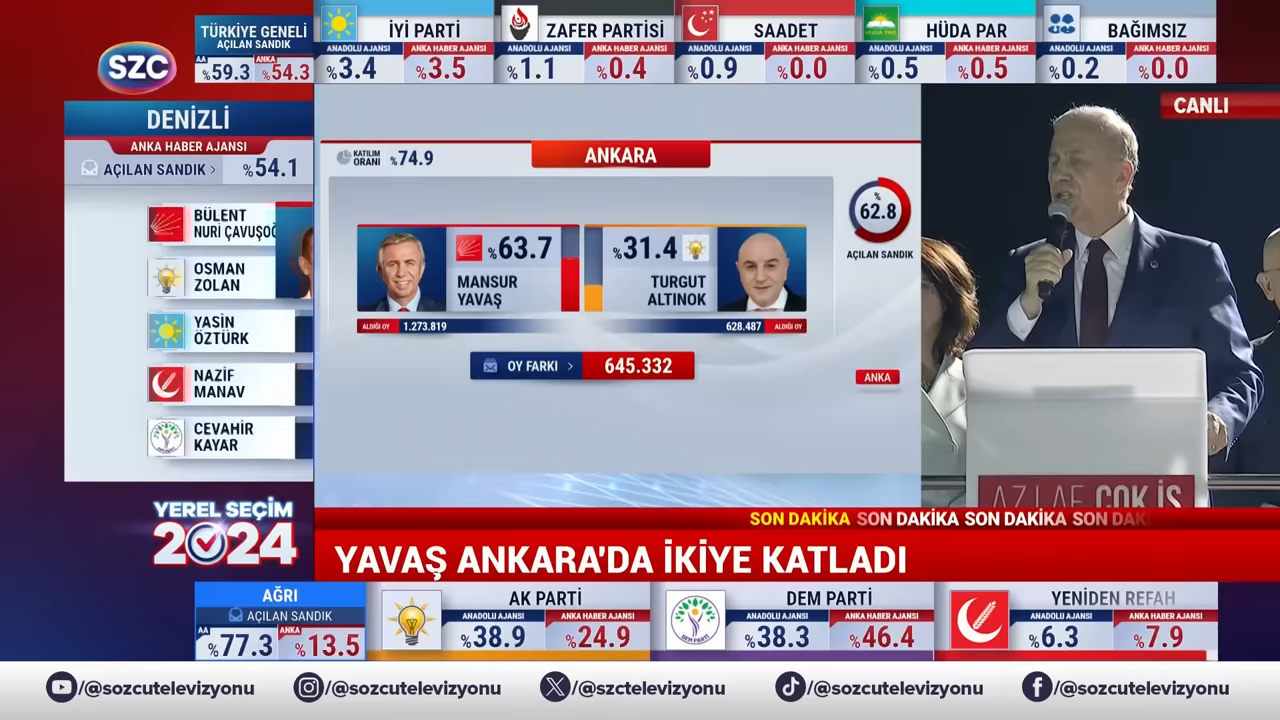 SZC
TÜRKİYE GENELİ
AÇILAN SANDIK
AA
%59.3
ANKA
%54.3
İYİ PARTİ
ANADOLU AJANSI
%3.4
ANKA HABER AJANSI
%3.5
ZAFER PARTİSİ
ANADOLU AJANSI
%1.1
ANKA HABER AJANSI
%0.4
SAADET
ANADOLU AJANSI
%0.9
ANKA HABER AJANSI
%0.0
HÜDA PAR
ANADOLU AJANSI
%0.5
ANKA HABER AJANSI
%0.5
BAĞIMSIZ
ANADOLU AJANSI
%0.2
ANKA HABER AJANSI
%0.0
DENİZLİ
ANKA HABER AJANSI
AÇILAN SANDIK
%54.1
BÜLENT
NURİ ÇAVUŞOĞ
OSMAN
ZOLAN
YASİN
ÖZTÜRK
NAZİF
MANAV
CEVAHİR
KAYAR
KATILIM
ORANI
%74.9
ANKARA
%63.7
MANSUR
YAVAŞ
ALDIĞI OY
1.273.819
%31.4
TURGUT
ALTINOK
628.487
ALDIĞI OY
OY FARKI
645.332
%
62.8
AÇILAN SANDIK
ANKA
CANLI
AZ LAF ÇOK İŞ
YEREL SEÇİM
2024
SON DAKİKA SON DAKİKA SON DAKİKA SON DAK
YAVAŞ ANKARA'DA İKİYE KATLADI
AĞRI
AÇILAN SANDIK
AA
%77.3
ANKA
%13.5
AK PARTİ
ANADOLU AJANSI
%38.9
ANKA HABER AJANSI
%24.9
DEM PARTİ
DEM PARTİ
ANADOLU AJANSI
%38.3
ANKA HABER AJANSI
%46.4
YENİDEN REFAH
ANADOLU AJANSI
%6.3
ANKA HABER AJANSI
%7.9
/@sozcutelevizyonu
/@sozcutelevizyonu
/@szctelevizyonu
/@sozcutelevizyonu
/@sozcutelevizyonu